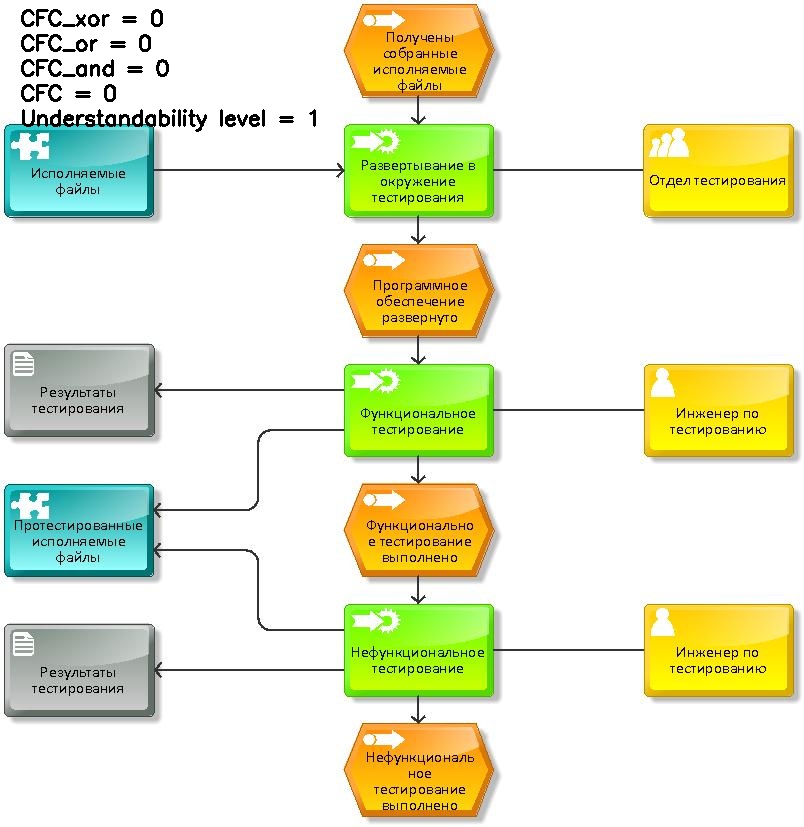 CFC_xor = 0
CFC_or = 0
CFC_and = 0
CFC = 0
Understandability level = 1
Получены
собранные
исполняемые
файлы
Исполняемые
файлы
Развертывание в
окружение
тестирования
Отдел тестирования
Программное
обеспечение
развернуто
Результаты
тестирования
Функциональное
тестирование
Инженер по
тестированию
Протестированные
исполняемые
файлы
Функционально
е тестирование
выполнено
Результаты
тестирования
Нефункциональное
тестирование
Инженер по
тестированию
Нефункциональ
ное
тестирование
выполнено